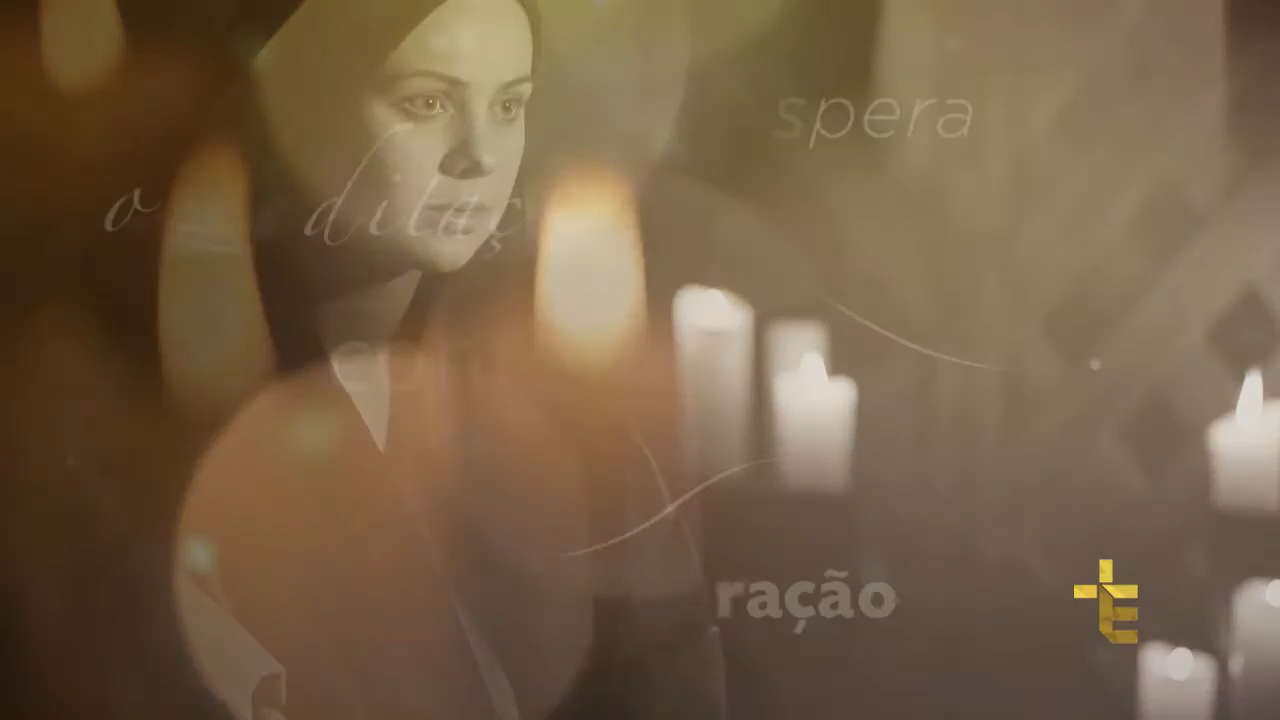 spera
o dilaç
ração